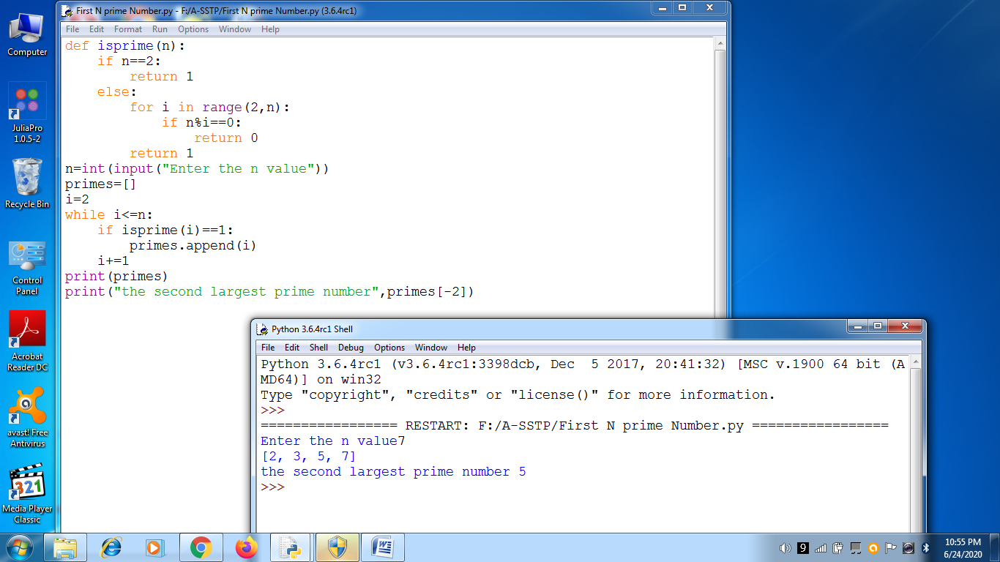 Computer
JuliaPro
1.0.5-2
Recycle Bin
Control
Panel
Acrobat
Reader DC
avast! Free
Antivirus
321
Media Player
Classic
First N prime Number.py - F:/A-SSTP/First N prime Number.py (3.6.4rc1)
File Edit Format Run Options Window Help
def isprime(n):
    if n==2:
        return 1
    else:
        for i in range(2,n):
            if n%i==0:
                return 0
        return 1
n=int(input("Enter the n value"))
primes=[]
i=2
while i<=n:
    if isprime(i)==1:
        primes.append(i)
    i+=1
print(primes)
print("the second largest prime number",primes[-2])
Python 3.6.4rc1 Shell
File Edit Shell Debug Options Window Help
Python 3.6.4rc1 (v3.6.4rc1:3398dcb, Dec  5 2017, 20:41:32) [MSC v.1900 64 bit (A
MD64)] on win32
Type "copyright", "credits" or "license()" for more information.
>>>
================= RESTART: F:/A-SSTP/First N prime Number.py =================
Enter the n value7
[2, 3, 5, 7]
the second largest prime number 5
>>>
9
10:55 PM
6/24/2020